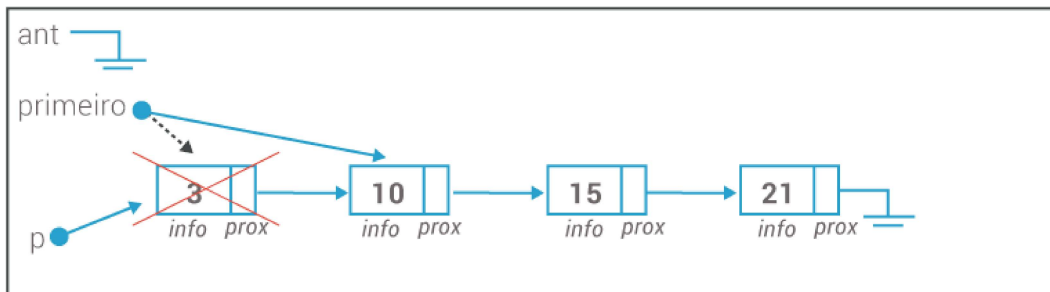 ant
primeiro
3 10 15 21
info prox info prox info prox info prox
p